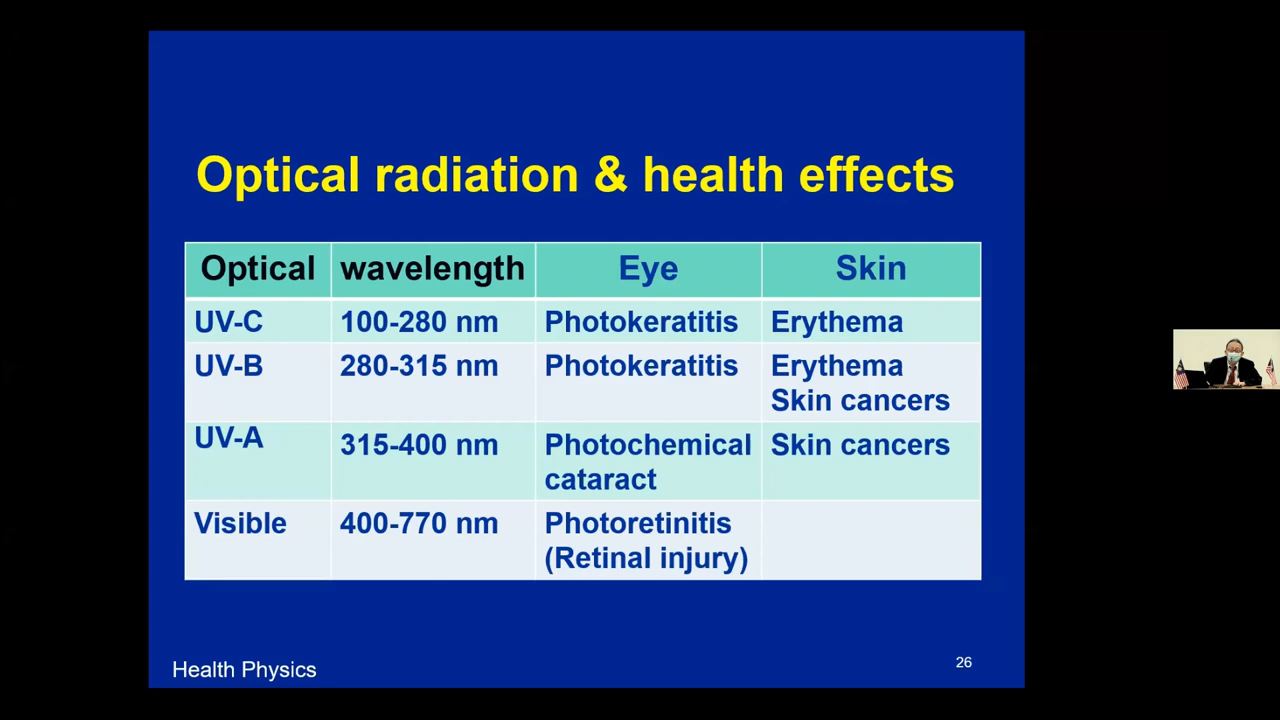 Optical radiation & health effects
Optical wavelength Eye Skin
UV-C 100-280 nm Photokeratitis Erythema
UV-B 280-315 nm Photokeratitis Erythema
Skin cancers
UV-A 315-400 nm Photochemical Skin cancers
cataract
Visible 400-770 nm Photoretinitis
(Retinal injury)
Health Physics
26